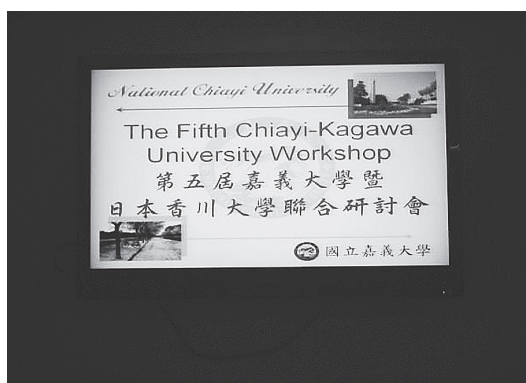 National Chiayi University
The Fifth Chiayi-Kagawa
University Workshop
第五屆嘉義大學暨
日本香川大學聯合研討會
國立嘉義大學